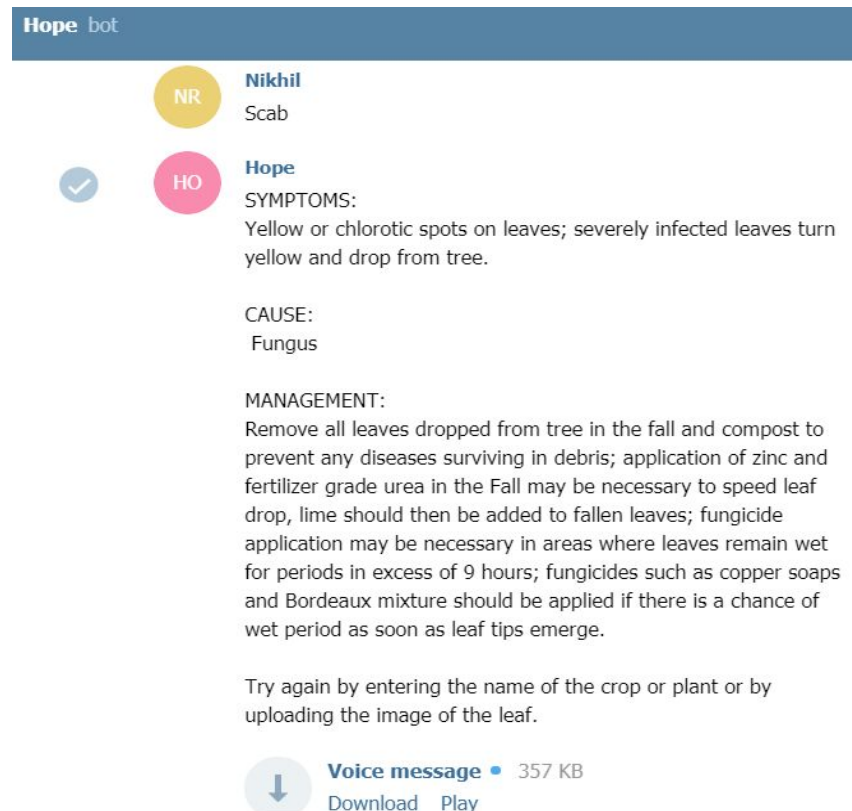 Hope bot
NR
Nikhil
Scab
HO
Hope
SYMPTOMS:
Yellow or chlorotic spots on leaves; severely infected leaves turn
yellow and drop from tree.
CAUSE:
Fungus
MANAGEMENT:
Remove all leaves dropped from tree in the fall and compost to
prevent any diseases surviving in debris; application of zinc and
fertilizer grade urea in the Fall may be necessary to speed leaf
drop, lime should then be added to fallen leaves; fungicide
application may be necessary in areas where leaves remain wet
for periods in excess of 9 hours; fungicides such as copper soaps
and Bordeaux mixture should be applied if there is a chance of
wet period as soon as leaf tips emerge.
Try again by entering the name of the crop or plant or by
uploading the image of the leaf.
Voice message 357 KB
Download Play